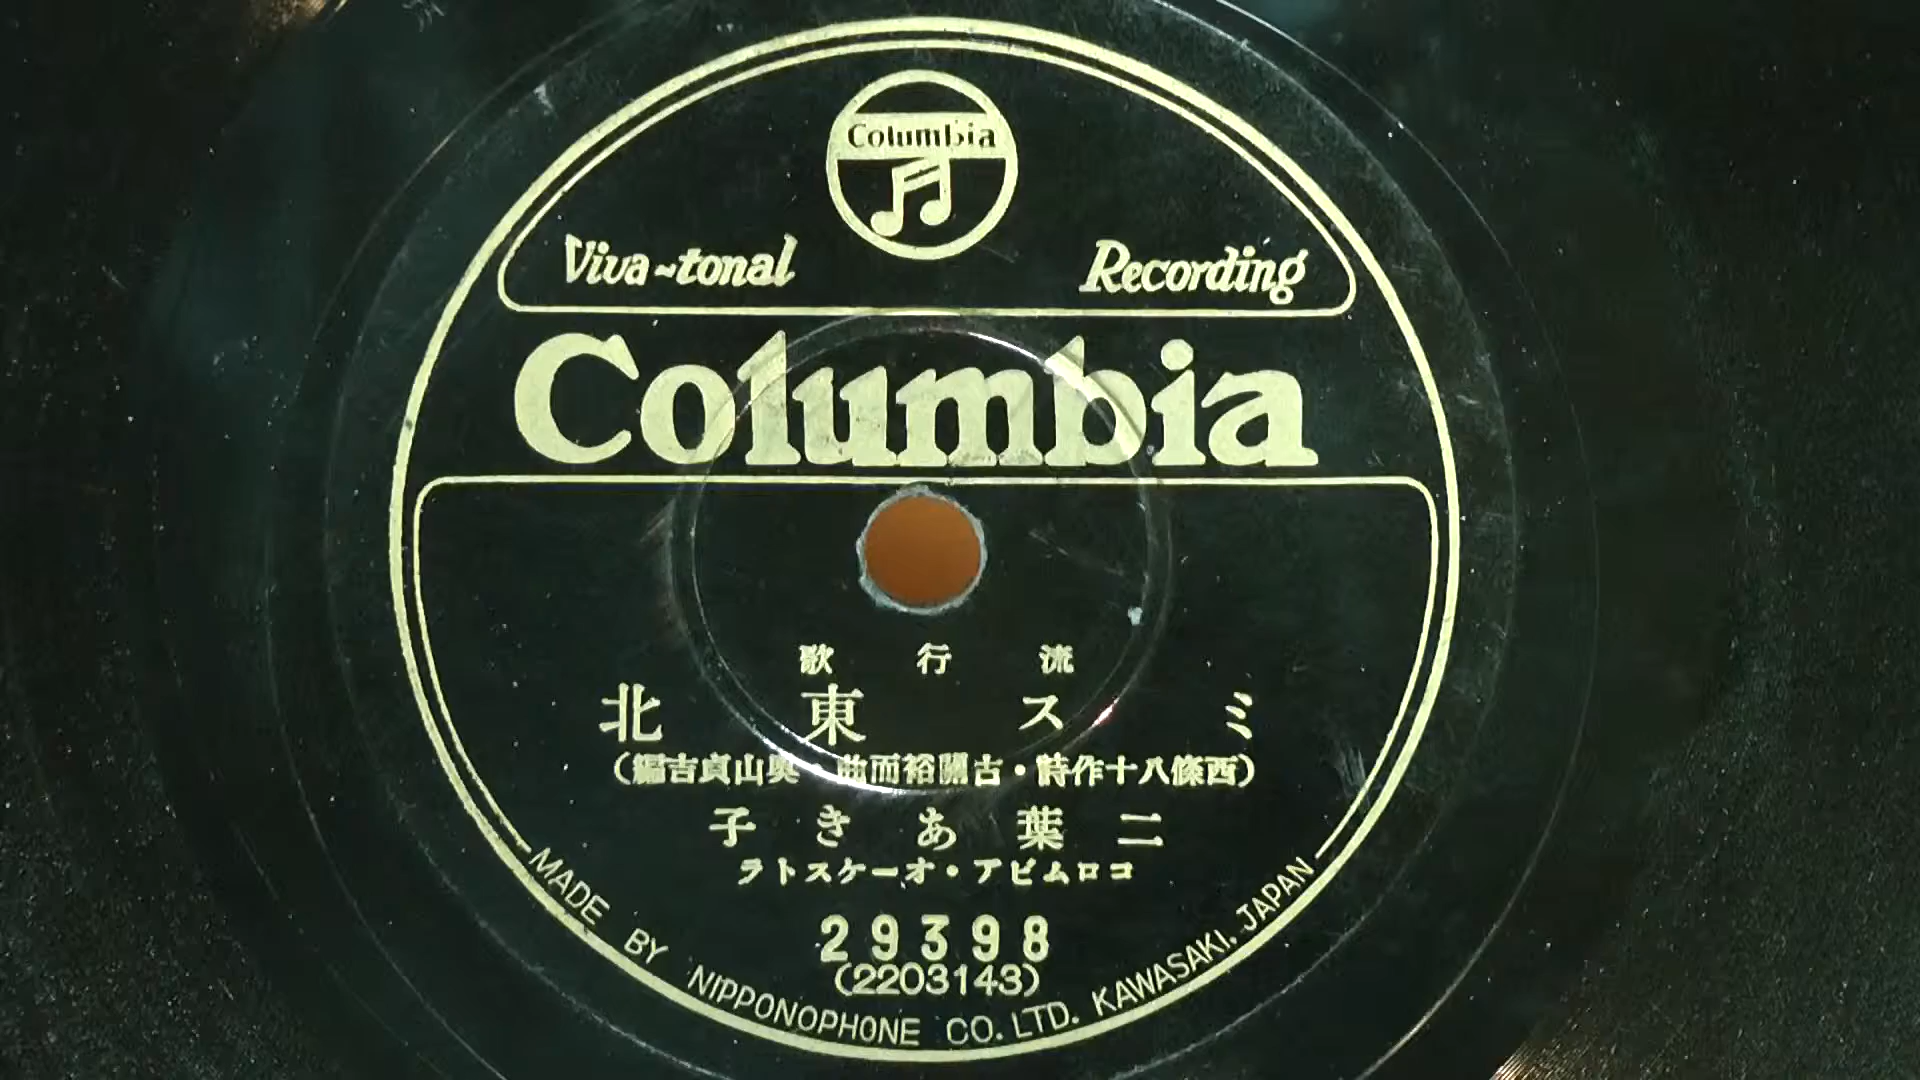 Columbia
Viva-tonal Recording
Columbia
流行歌
ミス東北
(西條八十作詩・古關裕而曲・奥山貞吉編)
二葉あき子
コロムビア・オーケストラ
29398
(2203143)
MADE BY NIPPONOPHONE CO. LTD. KAWASAKI, JAPAN